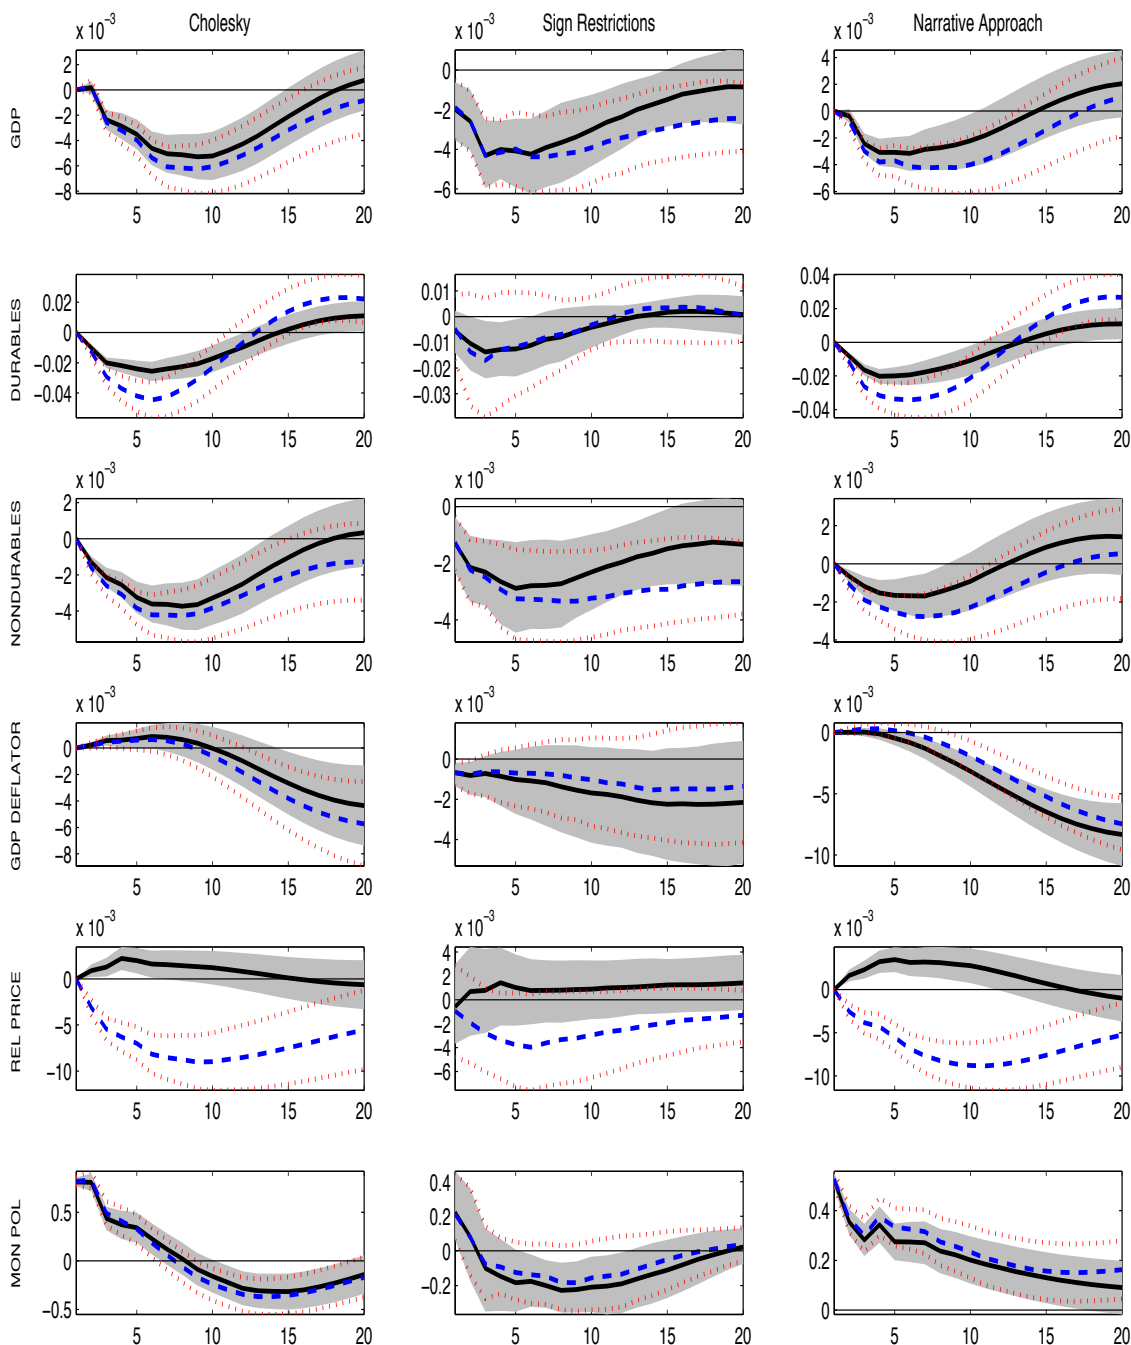 Cholesky Sign Restrictions Narrative Approach
x 10⁻³ x 10⁻³ x 10⁻³
GDP
2 0 −2 −4 −6 −8
0 −2 −4 −6
4 2 0 −2 −4 −6
5 10 15 20 5 10 15 20 5 10 15 20
DURABLES
0.02 0 −0.02 −0.04
0.01 0 −0.01 −0.02 −0.03
0.04 0.02 0 −0.02 −0.04
5 10 15 20 5 10 15 20 5 10 15 20
x 10⁻³ x 10⁻³ x 10⁻³
NONDURABLES
2 0 −2 −4
0 −2 −4
2 0 −2 −4
5 10 15 20 5 10 15 20 5 10 15 20
x 10⁻³ x 10⁻³ x 10⁻³
GDP DEFLATOR
0 −2 −4 −6 −8
0 −2 −4
0 −5 −10
5 10 15 20 5 10 15 20 5 10 15 20
x 10⁻³ x 10⁻³ x 10⁻³
REL PRICE
0 −5 −10
4 2 0 −2 −4 −6
0 −5 −10
5 10 15 20 5 10 15 20 5 10 15 20
MON POL
0.5 0 −0.5
0.4 0.2 0 −0.2
0.4 0.2 0
5 10 15 20 5 10 15 20 5 10 15 20